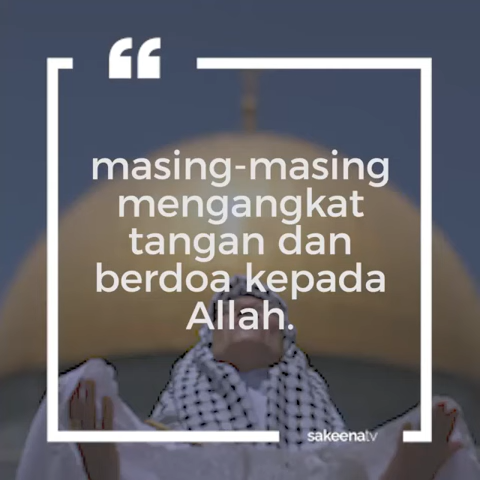 masing-masing
mengangkat
tangan dan
berdoa kepada
Allah.
sakeenatv